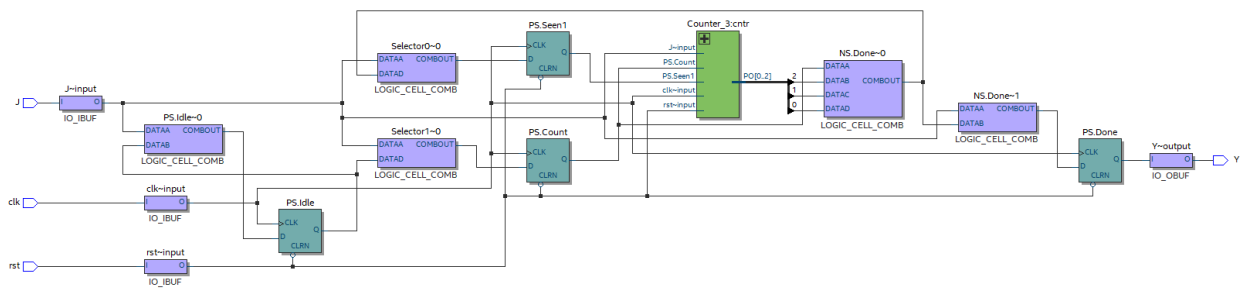 J
J~input
I O
IO_IBUF
PS.Idle~0
DATAA COMBOUT
DATAB
LOGIC_CELL_COMB
clk
clk~input
I O
IO_IBUF
rst
rst~input
I O
IO_IBUF
PS.Idle
CLK
D Q
CLRN
Selector0~0
DATAA COMBOUT
DATAD
LOGIC_CELL_COMB
Selector1~0
DATAA COMBOUT
DATAD
LOGIC_CELL_COMB
PS.Seen1
CLK Q
D
CLRN
PS.Count
CLK Q
D
CLRN
Counter_3:cntr
J~input
PS.Count
PS.Seen1 PO[0..2]
clk~input
rst~input
2
1
0
NS.Done~0
DATAA
DATAB COMBOUT
DATAC
DATAD
LOGIC_CELL_COMB
NS.Done~1
DATAA COMBOUT
DATAB
LOGIC_CELL_COMB
PS.Done
CLK Q
D
CLRN
Y~output
I O
IO_OBUF
Y